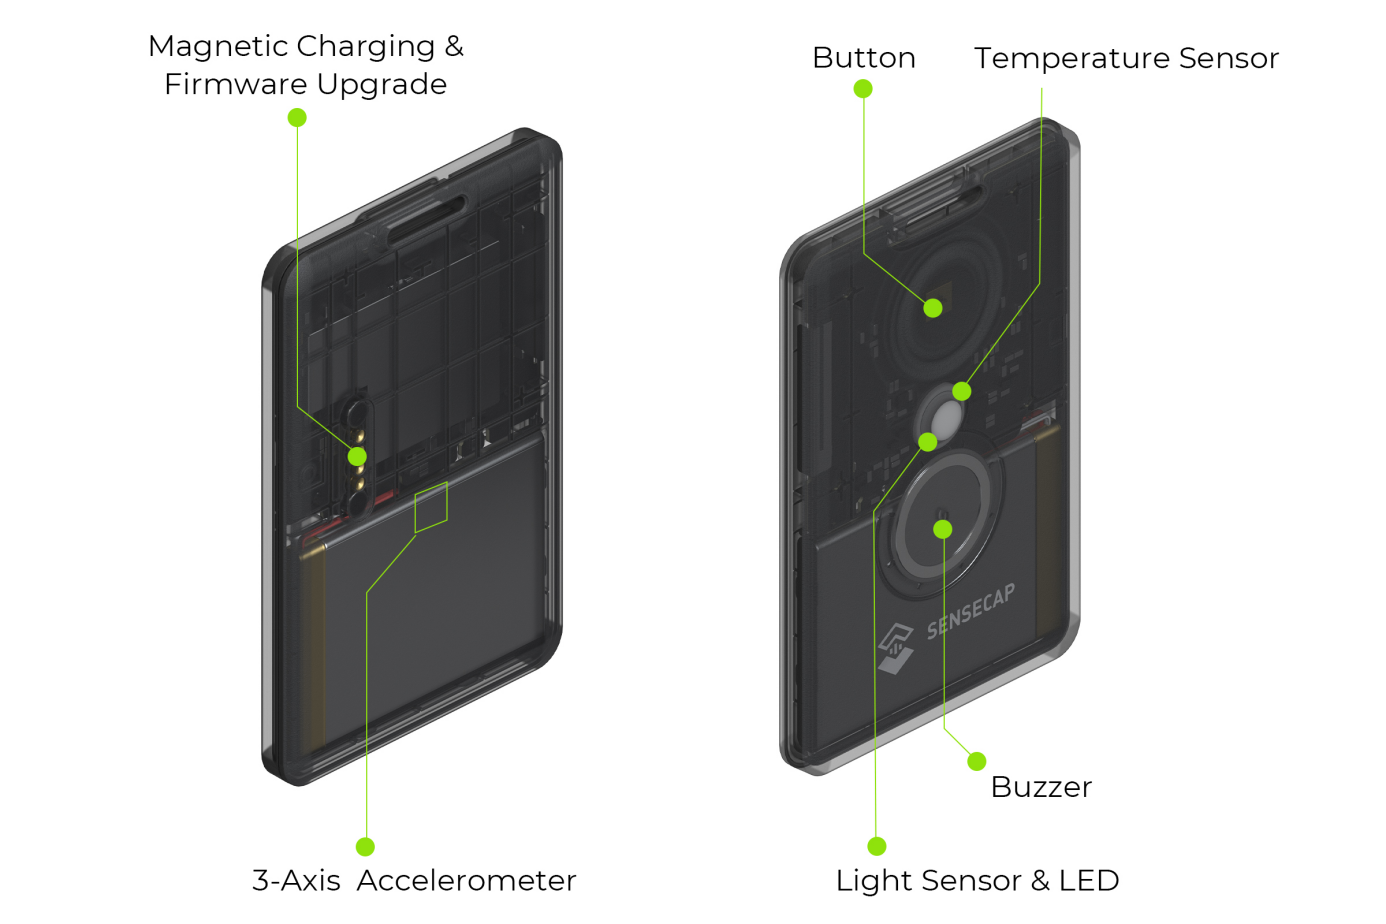 Magnetic Charging &
Firmware Upgrade
Button
Temperature Sensor
SENSECAP
Buzzer
3-Axis Accelerometer
Light Sensor & LED